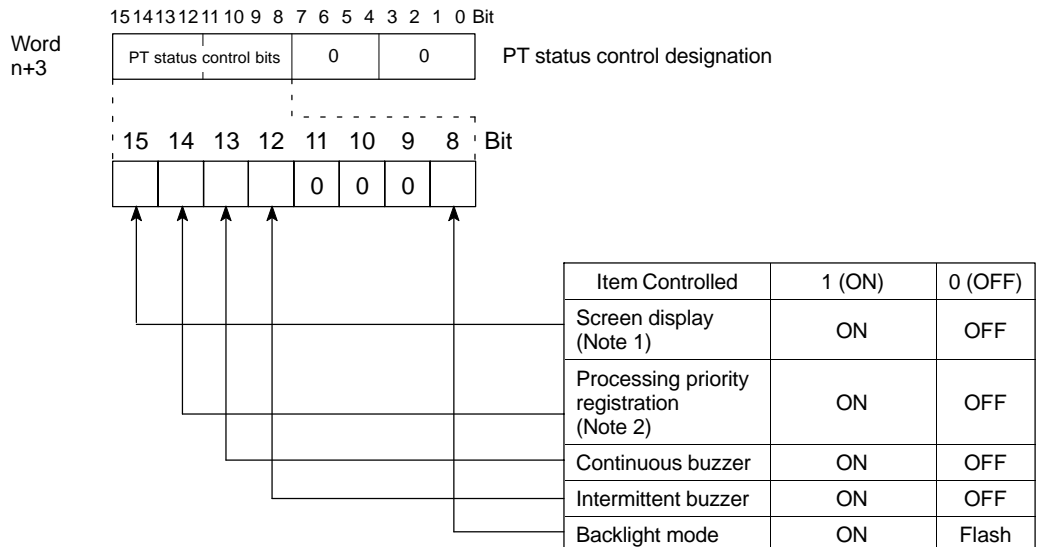 15 14 13 12 11 10 9 8 7 6 5 4 3 2 1 0 Bit
Word
n+3
PT status control bits 0 0
PT status control designation
15 14 13 12 11 10 9 8 Bit
0 0 0
Item Controlled 1 (ON) 0 (OFF)
Screen display
(Note 1)
ON OFF
Processing priority
registration
(Note 2)
ON OFF
Continuous buzzer ON OFF
Intermittent buzzer ON OFF
Backlight mode ON Flash